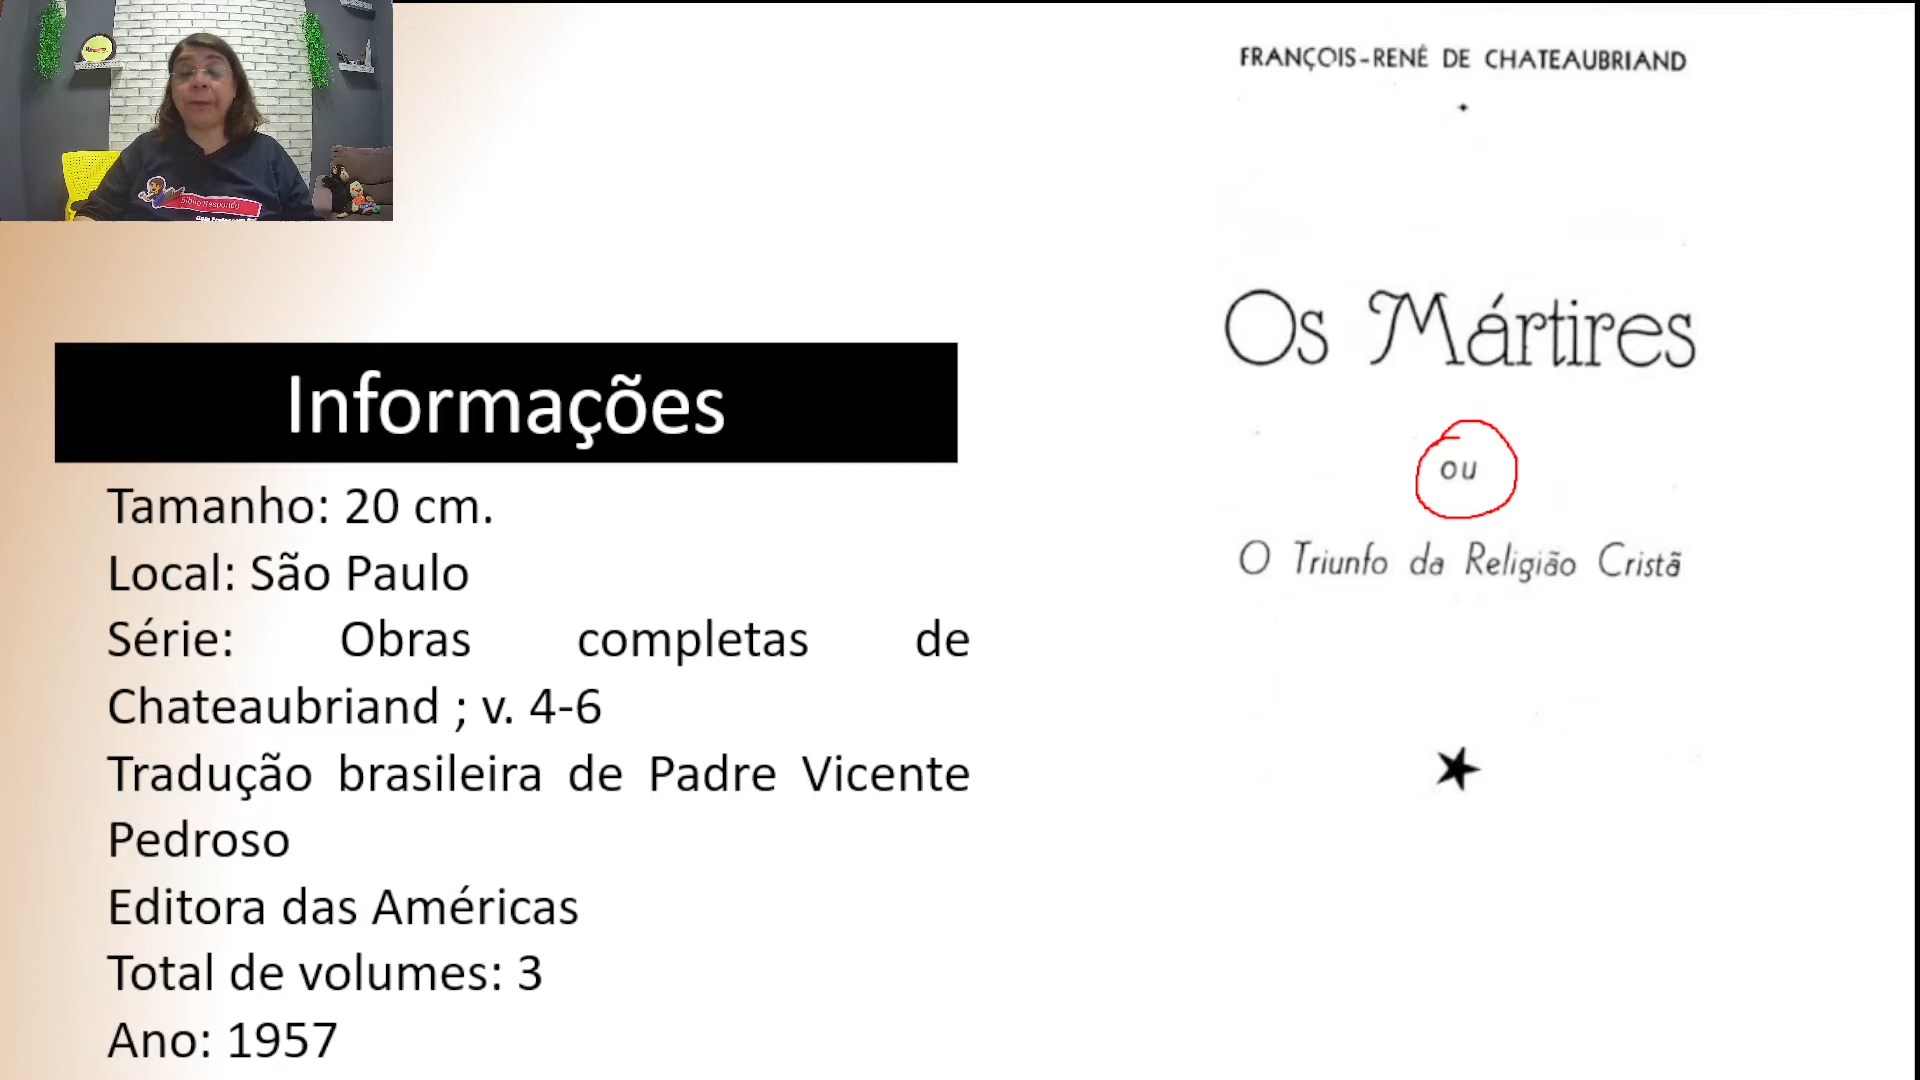 Biblio Responde
FRANÇOIS-RENÉ DE CHATEAUBRIAND
Os Mártires
ou
O Triunfo da Religião Cristã
Informações
Tamanho: 20 cm.
Local: São Paulo
Série: Obras completas de
Chateaubriand ; v. 4-6
Tradução brasileira de Padre Vicente
Pedroso
Editora das Américas
Total de volumes: 3
Ano: 1957